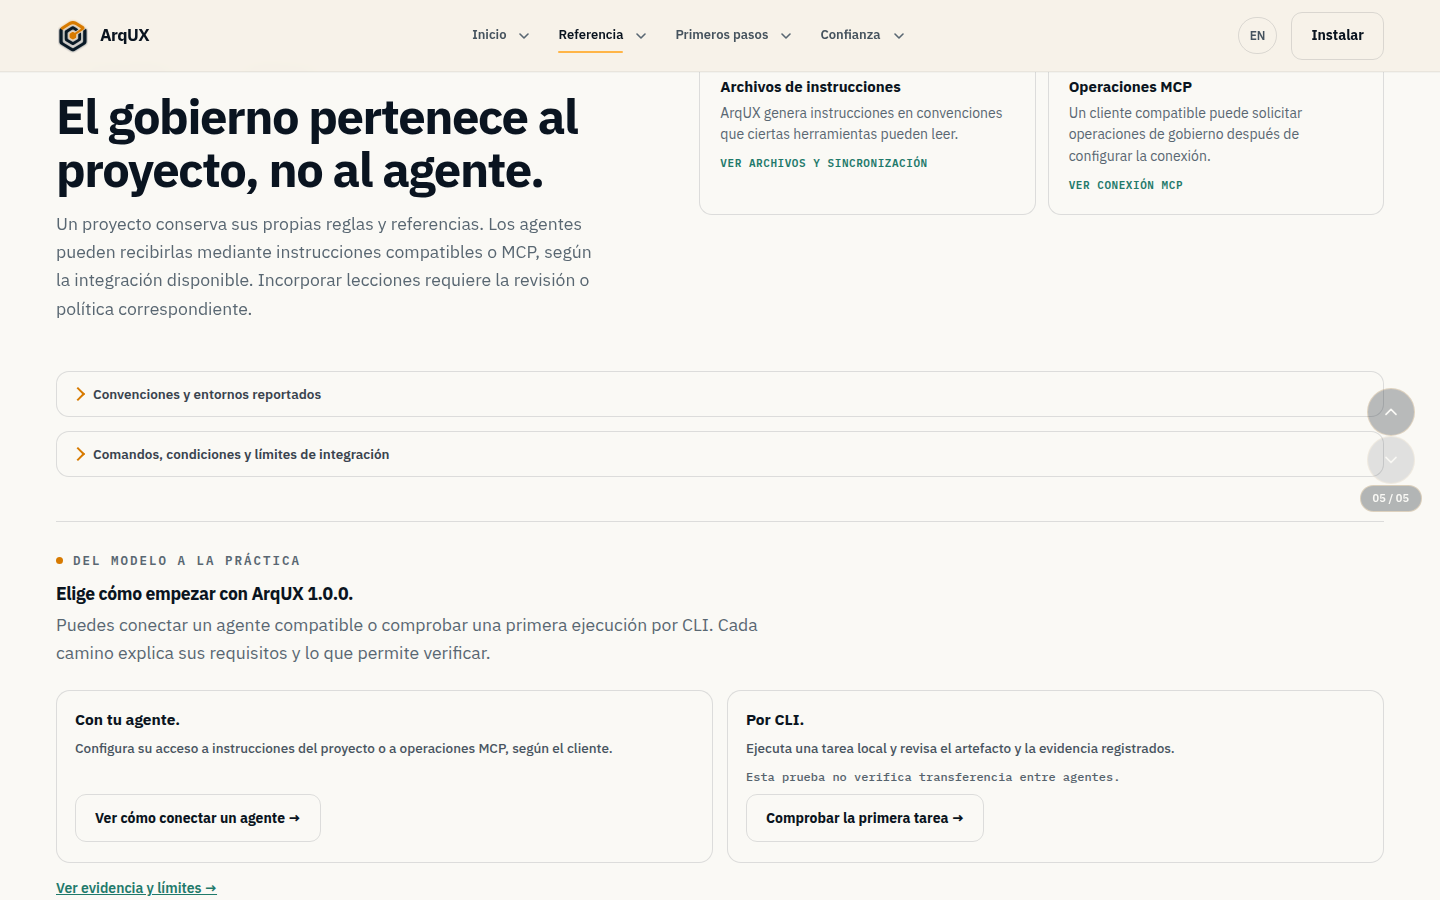 ArqUX
Inicio
Referencia
Primeros pasos
Confianza
EN
Instalar
El gobierno pertenece al
proyecto, no al agente.
Un proyecto conserva sus propias reglas y referencias. Los agentes
pueden recibirlas mediante instrucciones compatibles o MCP, según
la integración disponible. Incorporar lecciones requiere la revisión o
política correspondiente.
Archivos de instrucciones
ArqUX genera instrucciones en convenciones
que ciertas herramientas pueden leer.
VER ARCHIVOS Y SINCRONIZACIÓN
Operaciones MCP
Un cliente compatible puede solicitar
operaciones de gobierno después de
configurar la conexión.
VER CONEXIÓN MCP
Convenciones y entornos reportados
Comandos, condiciones y límites de integración
05 / 05
DEL MODELO A LA PRÁCTICA
Elige cómo empezar con ArqUX 1.0.0.
Puedes conectar un agente compatible o comprobar una primera ejecución por CLI. Cada
camino explica sus requisitos y lo que permite verificar.
Con tu agente.
Configura su acceso a instrucciones del proyecto o a operaciones MCP, según el cliente.
Ver cómo conectar un agente →
Por CLI.
Ejecuta una tarea local y revisa el artefacto y la evidencia registrados.
Esta prueba no verifica transferencia entre agentes.
Comprobar la primera tarea →
Ver evidencia y límites →